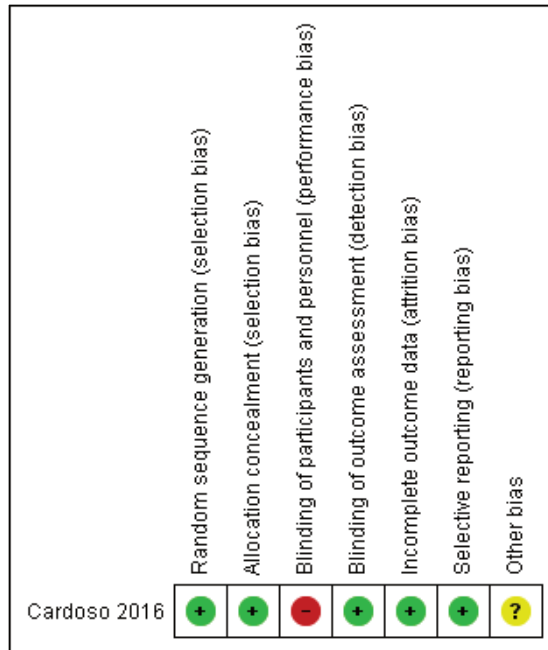 Random sequence generation (selection bias)
Allocation concealment (selection bias)
Blinding of participants and personnel (performance bias)
Blinding of outcome assessment (detection bias)
Incomplete outcome data (attrition bias)
Selective reporting (reporting bias)
Other bias
Cardoso 2016 + + - + + + ?